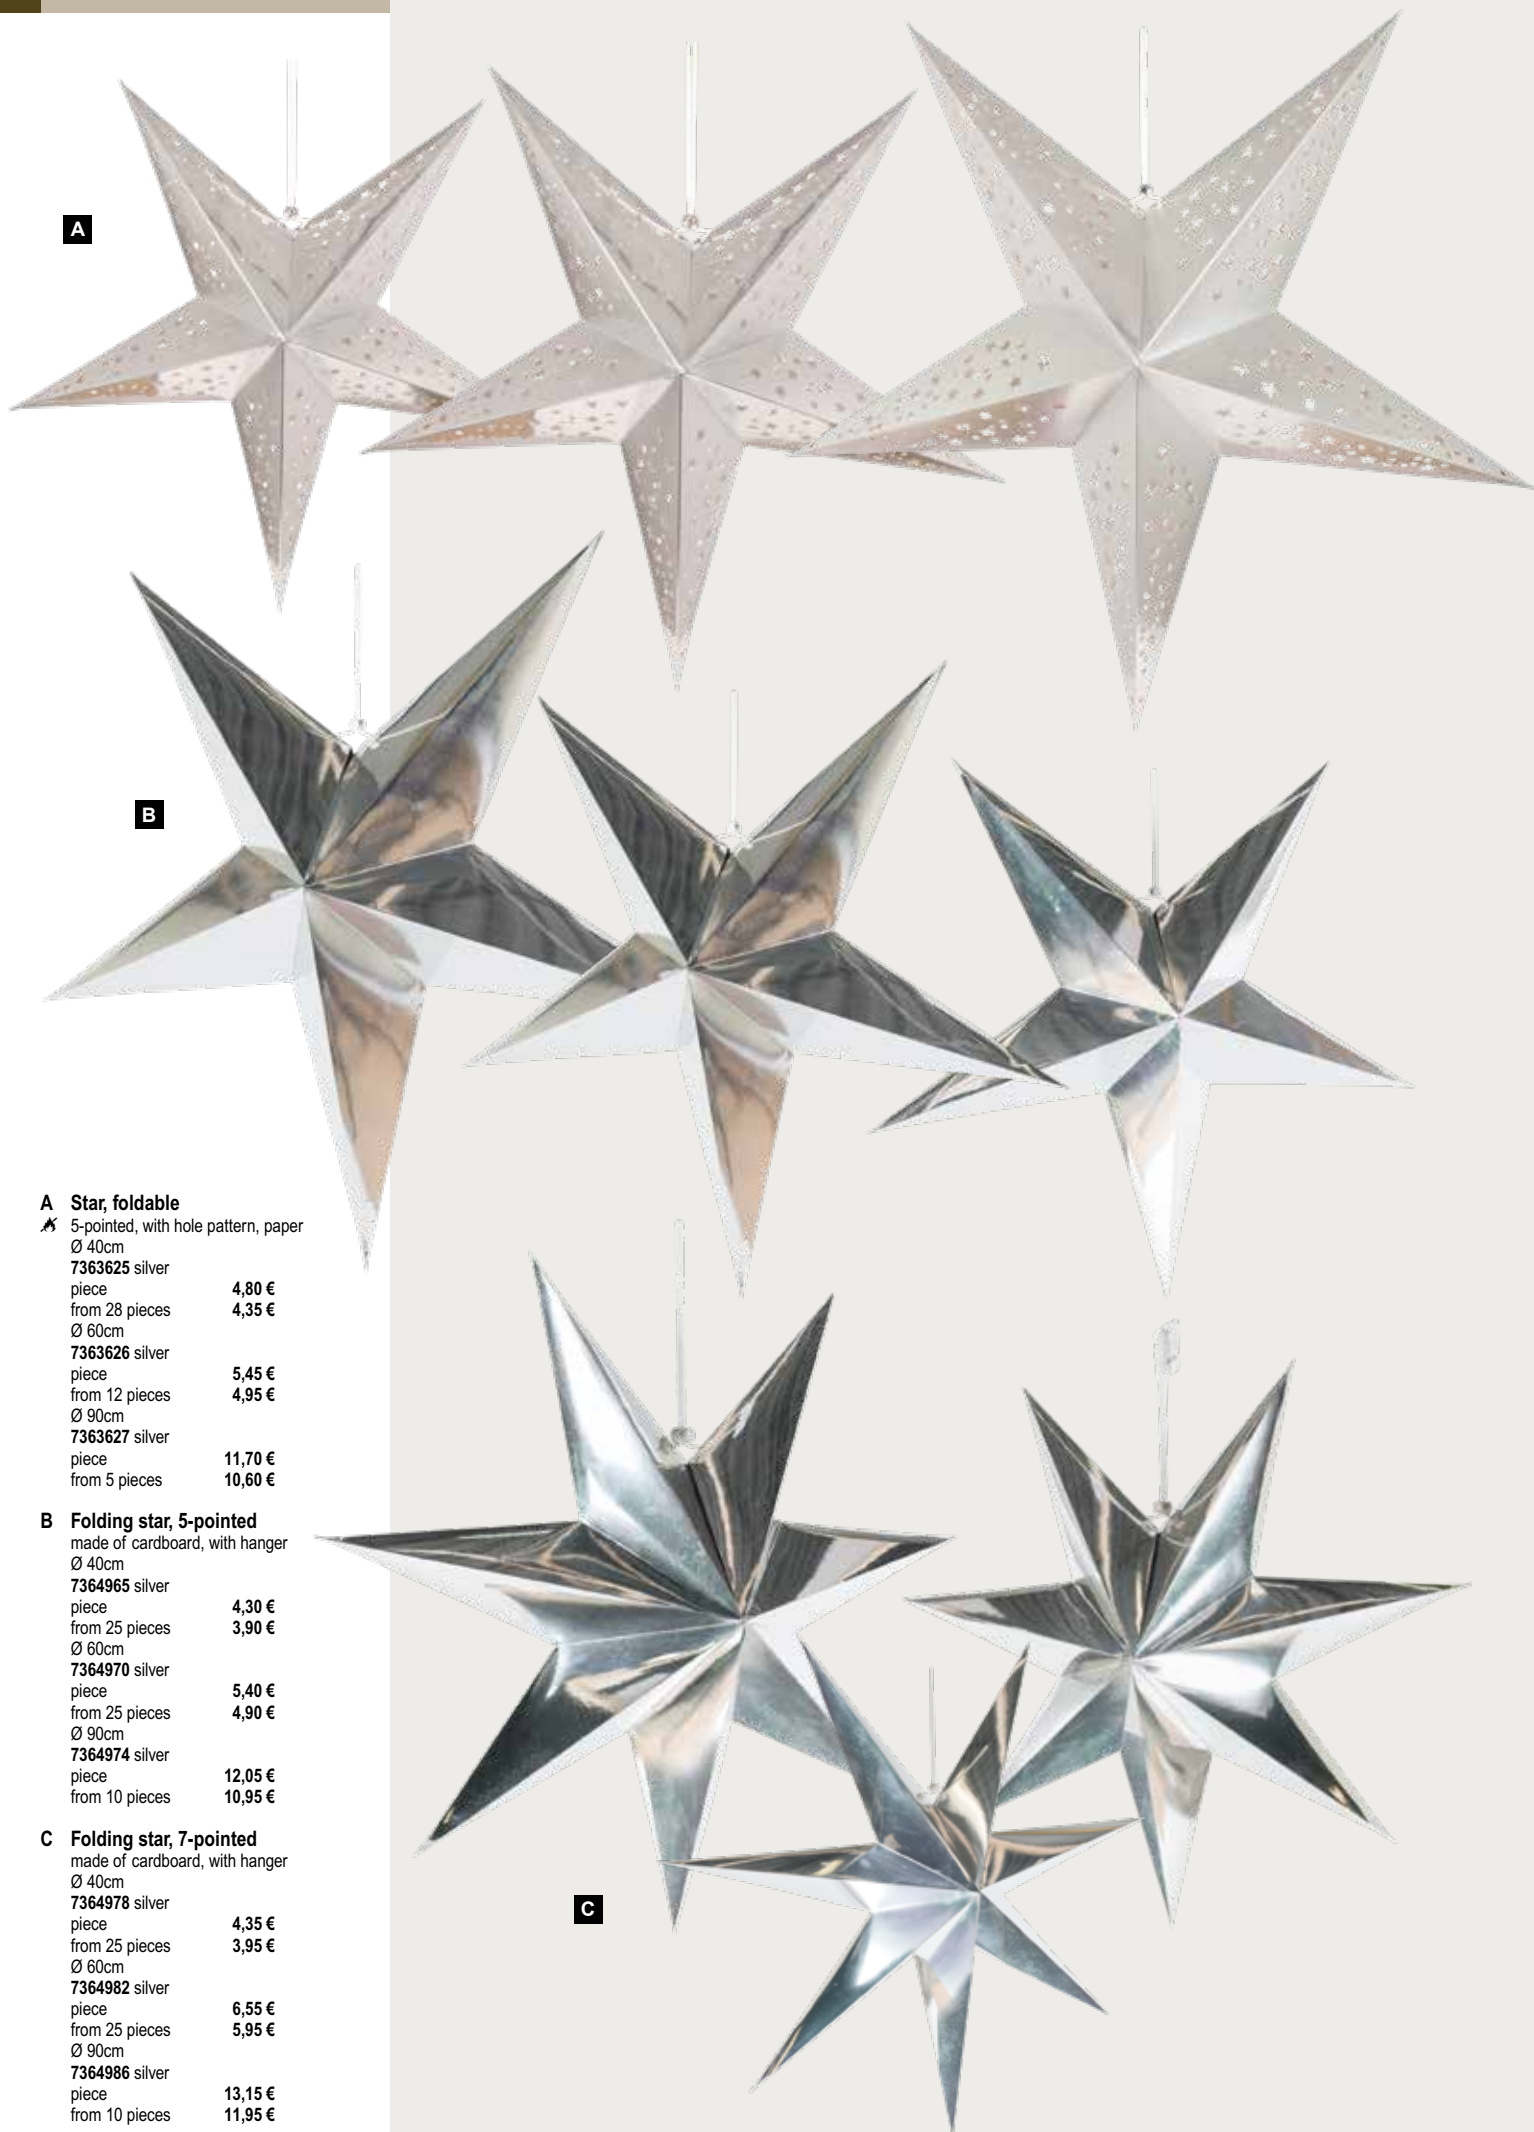 A
B
A Star, foldable
5-pointed, with hole pattern, paper
Ø 40cm
7363625 silver
piece 4,80 €
from 28 pieces 4,35 €
Ø 60cm
7363626 silver
piece 5,45 €
from 12 pieces 4,95 €
Ø 90cm
7363627 silver
piece 11,70 €
from 5 pieces 10,60 €
B Folding star, 5-pointed
made of cardboard, with hanger
Ø 40cm
7364965 silver
piece 4,30 €
from 25 pieces 3,90 €
Ø 60cm
7364970 silver
piece 5,40 €
from 25 pieces 4,90 €
Ø 90cm
7364974 silver
piece 12,05 €
from 10 pieces 10,95 €
C Folding star, 7-pointed
made of cardboard, with hanger
Ø 40cm
7364978 silver
piece 4,35 €
from 25 pieces 3,95 €
Ø 60cm
7364982 silver
piece 6,55 €
from 25 pieces 5,95 €
Ø 90cm
7364986 silver
piece 13,15 €
from 10 pieces 11,95 €
C